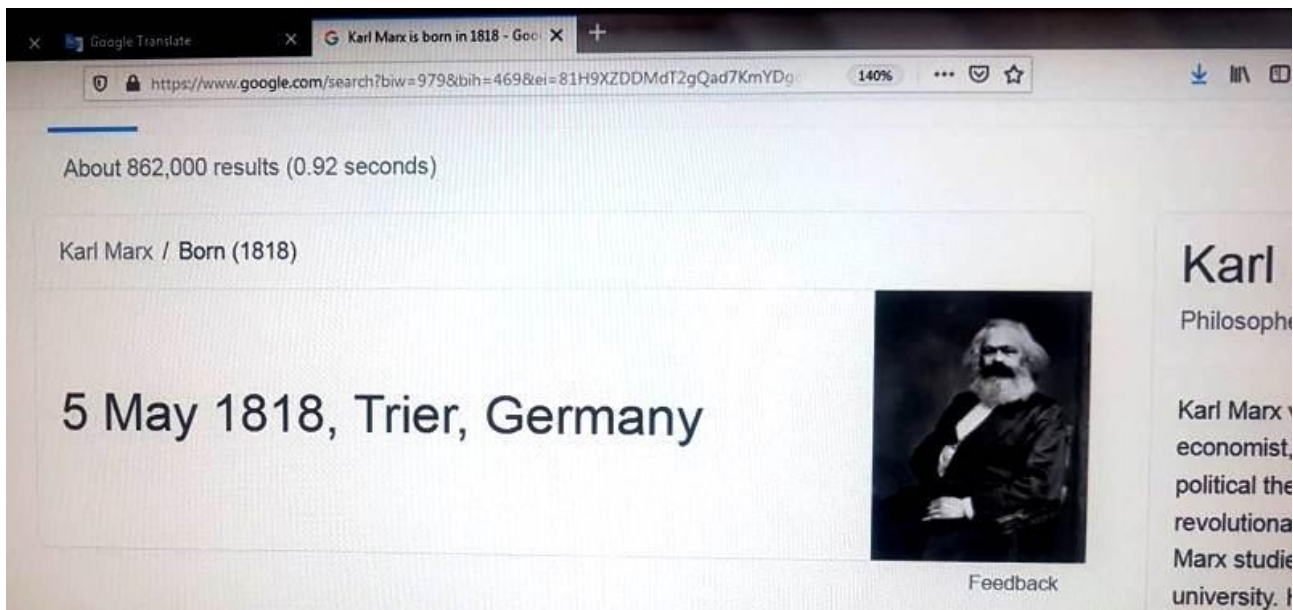 Google Translate
Karl Marx is born in 1818 - Goo
https://www.google.com/search?biw=979&bih=469&ei=81H9XZDDMdT2gQad7KmYDg
140%
About 862,000 results (0.92 seconds)
Karl Marx / Born (1818)
5 May 1818, Trier, Germany
Feedback
Karl
Philosophe
Karl Marx
economist,
political the
revolutiona
Marx studie
university.